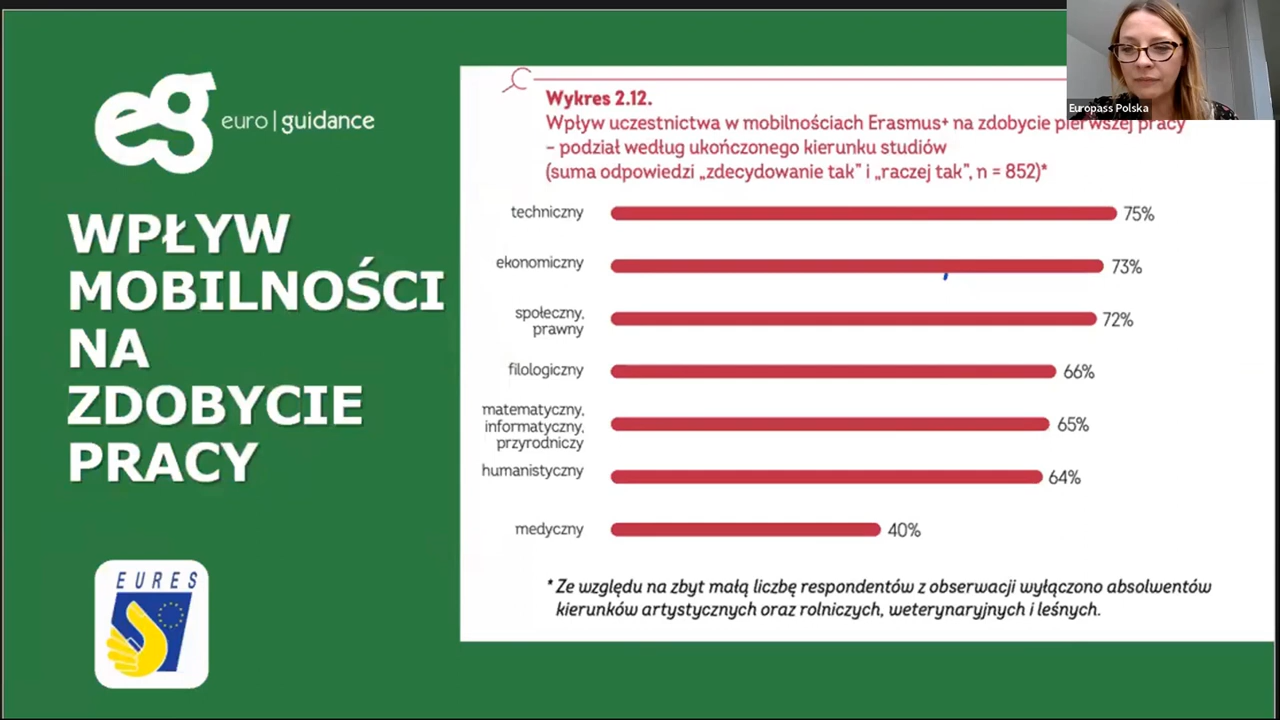 Europass Polska
eg euro | guidance
WPŁYW
MOBILNOŚCI
NA
ZDOBYCIE
PRACY
EURES
Wykres 2.12.
Wpływ uczestnictwa w mobilnościach Erasmus+ na zdobycie pierwszej pracy
– podział według ukończonego kierunku studiów
(suma odpowiedzi „zdecydowanie tak” i „raczej tak”, n = 852)*
techniczny 75%
ekonomiczny 73%
społeczny,
prawny 72%
filologiczny 66%
matematyczny,
informatyczny,
przyrodniczy 65%
humanistyczny 64%
medyczny 40%
* Ze względu na zbyt małą liczbę respondentów z obserwacji wyłączono absolwentów
kierunków artystycznych oraz rolniczych, weterynaryjnych i leśnych.